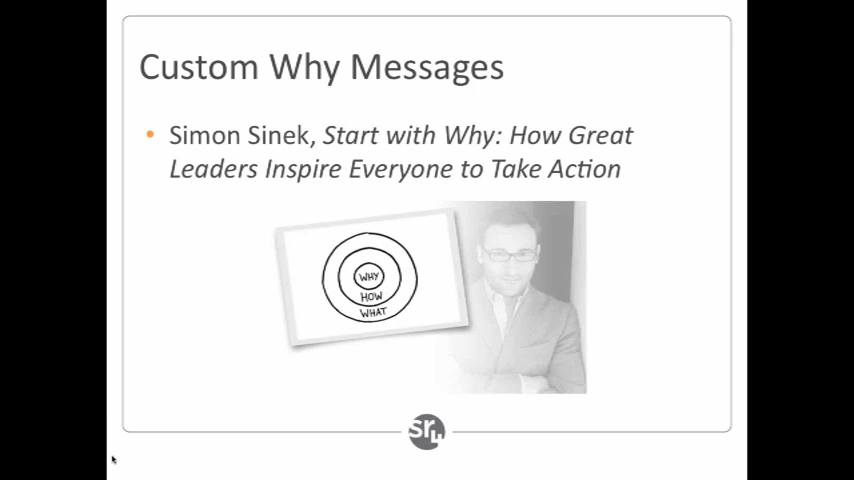 Custom Why Messages
• Simon Sinek, Start with Why: How Great
Leaders Inspire Everyone to Take Action
WHY
HOW
WHAT
sr4